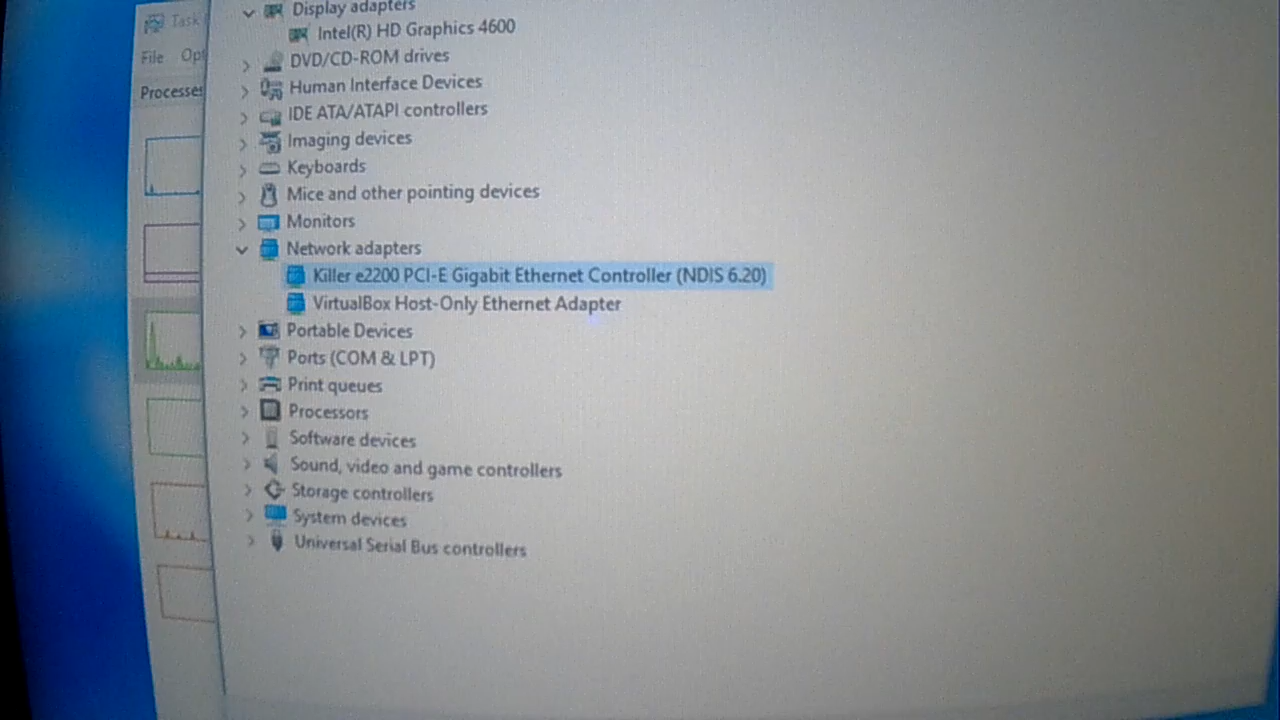 Task
File Opt
Processes
Display adapters
Intel(R) HD Graphics 4600
DVD/CD-ROM drives
Human Interface Devices
IDE ATA/ATAPI controllers
Imaging devices
Keyboards
Mice and other pointing devices
Monitors
Network adapters
Killer e2200 PCI-E Gigabit Ethernet Controller (NDIS 6.20)
VirtualBox Host-Only Ethernet Adapter
Portable Devices
Ports (COM & LPT)
Print queues
Processors
Software devices
Sound, video and game controllers
Storage controllers
System devices
Universal Serial Bus controllers